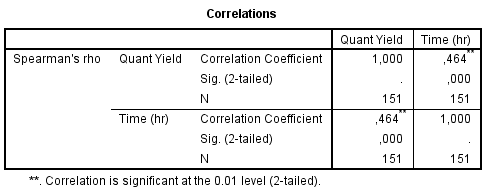 Correlations
Quant Yield Time (hr)
Spearman's rho Quant Yield Correlation Coefficient 1,000 ,464**
Sig. (2-tailed) . ,000
N 151 151
Time (hr) Correlation Coefficient ,464** 1,000
Sig. (2-tailed) ,000 .
N 151 151
**. Correlation is significant at the 0.01 level (2-tailed).